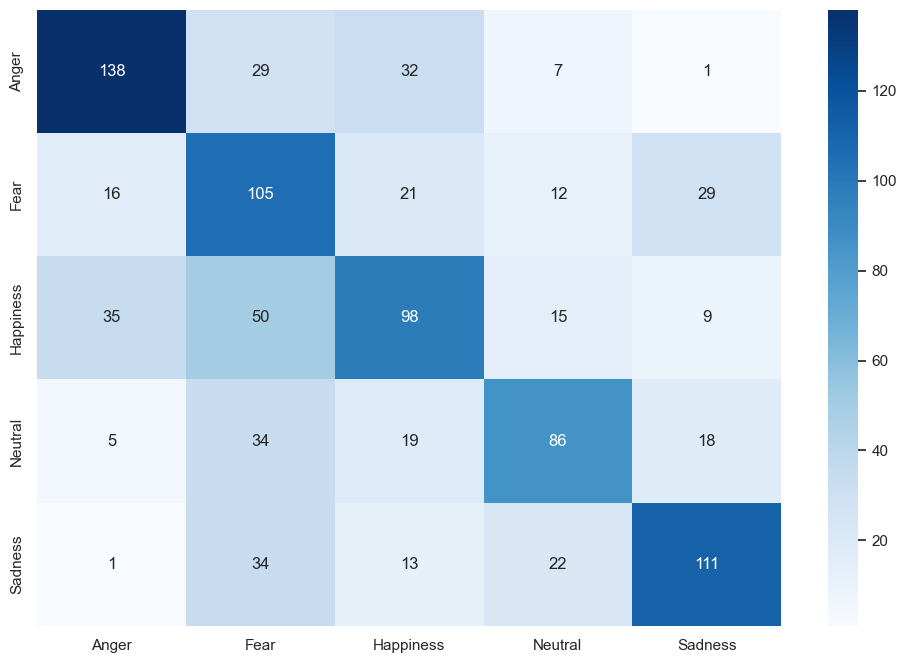 Anger 138 29 32 7 1
Fear 16 105 21 12 29
Happiness 35 50 98 15 9
Neutral 5 34 19 86 18
Sadness 1 34 13 22 111
Anger Fear Happiness Neutral Sadness
120
100
80
60
40
20